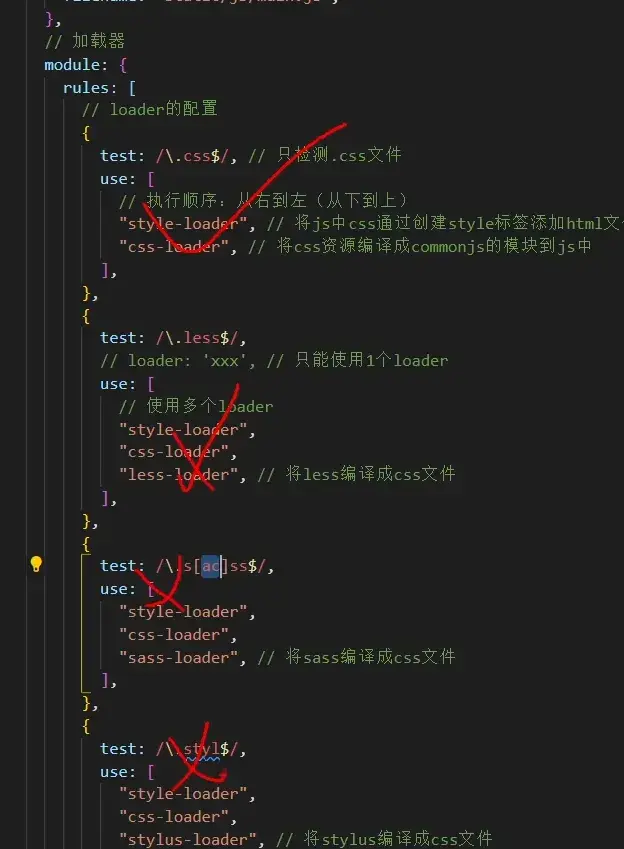 },
// 加载器
module: {
rules: [
// loader的配置
{
test: /\.css$/, // 只检测.css文件
use: [
// 执行顺序：从右到左（从下到上）
"style-loader", // 将js中css通过创建style标签添加html文
"css-loader", // 将css资源编译成commonjs的模块到js中
],
},
{
test: /\.less$/,
// loader: 'xxx', // 只能使用1个loader
use: [
// 使用多个loader
"style-loader",
"css-loader",
"less-loader", // 将less编译成css文件
],
},
{
test: /\.s[ac]ss$/,
use: [
"style-loader",
"css-loader",
"sass-loader", // 将sass编译成css文件
],
},
{
test: /\.styl$/,
use: [
"style-loader",
"css-loader",
"stylus-loader", // 将stylus编译成css文件